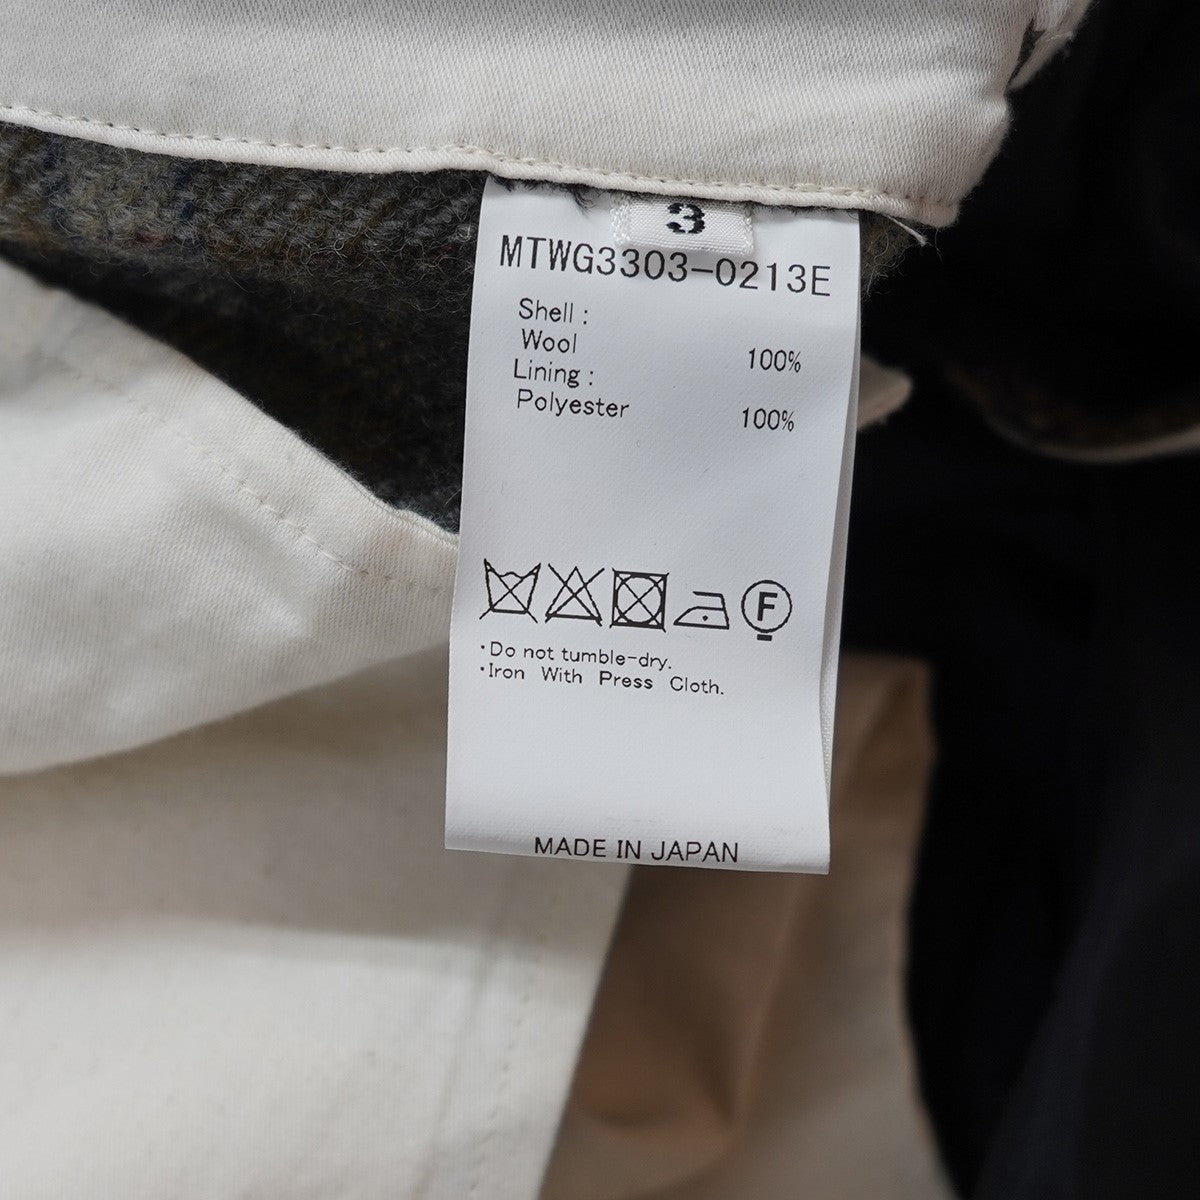 3
MTWG3303-0213E
Shell :
Wool 100%
Lining :
Polyester 100%
F
·Do not tumble-dry.
·Iron With Press Cloth.
MADE IN JAPAN